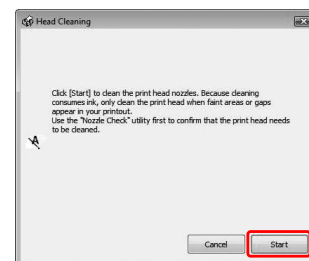 Head Cleaning
Click [Start] to clean the print head nozzles. Because cleaning
consumes ink, only clean the print head when faint areas or gaps
appear in your printout.
Use the "Nozzle Check" utility first to confirm that the print head needs
to be cleaned.
A
Cancel
Start